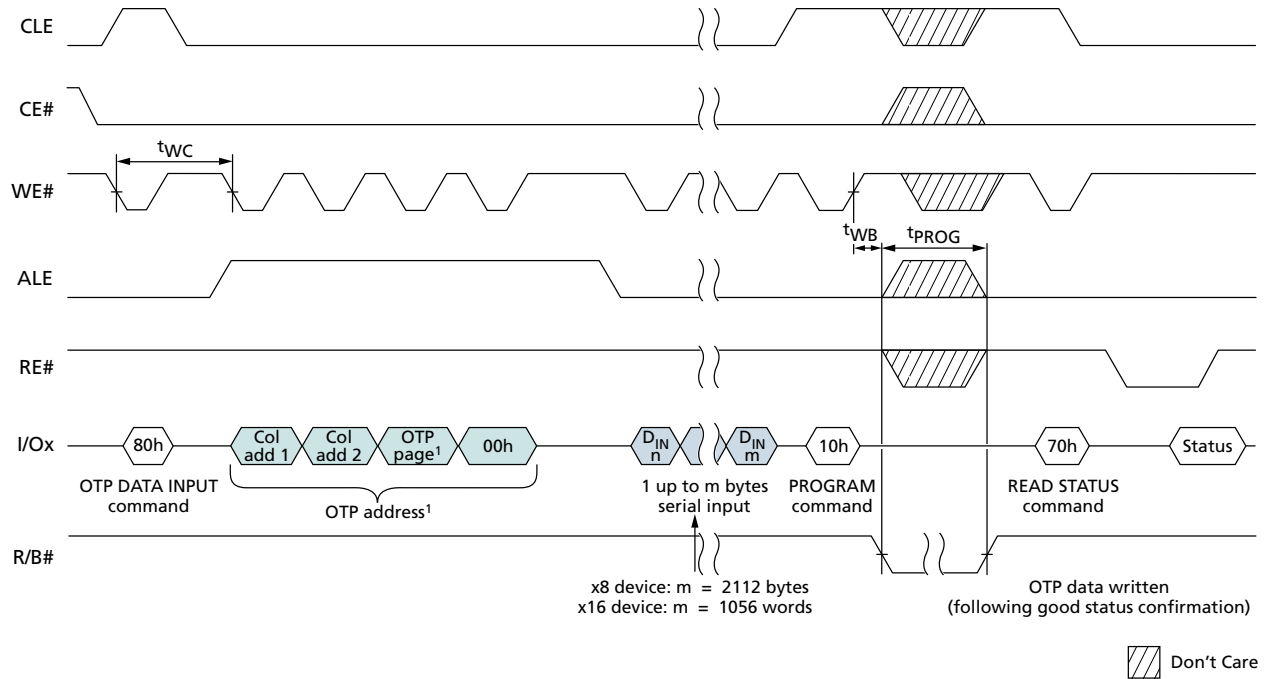 CLE
CE#
tWC
WE#
tWB
tPROG
ALE
RE#
I/Ox
80h
Col
add 1
Col
add 2
OTP
page1
00h
DIN
n
DIN
m
10h
70h
Status
OTP DATA INPUT
command
OTP address1
1 up to m bytes
serial input
PROGRAM
command
READ STATUS
command
R/B#
x8 device: m = 2112 bytes
x16 device: m = 1056 words
OTP data written
(following good status confirmation)
Don't Care